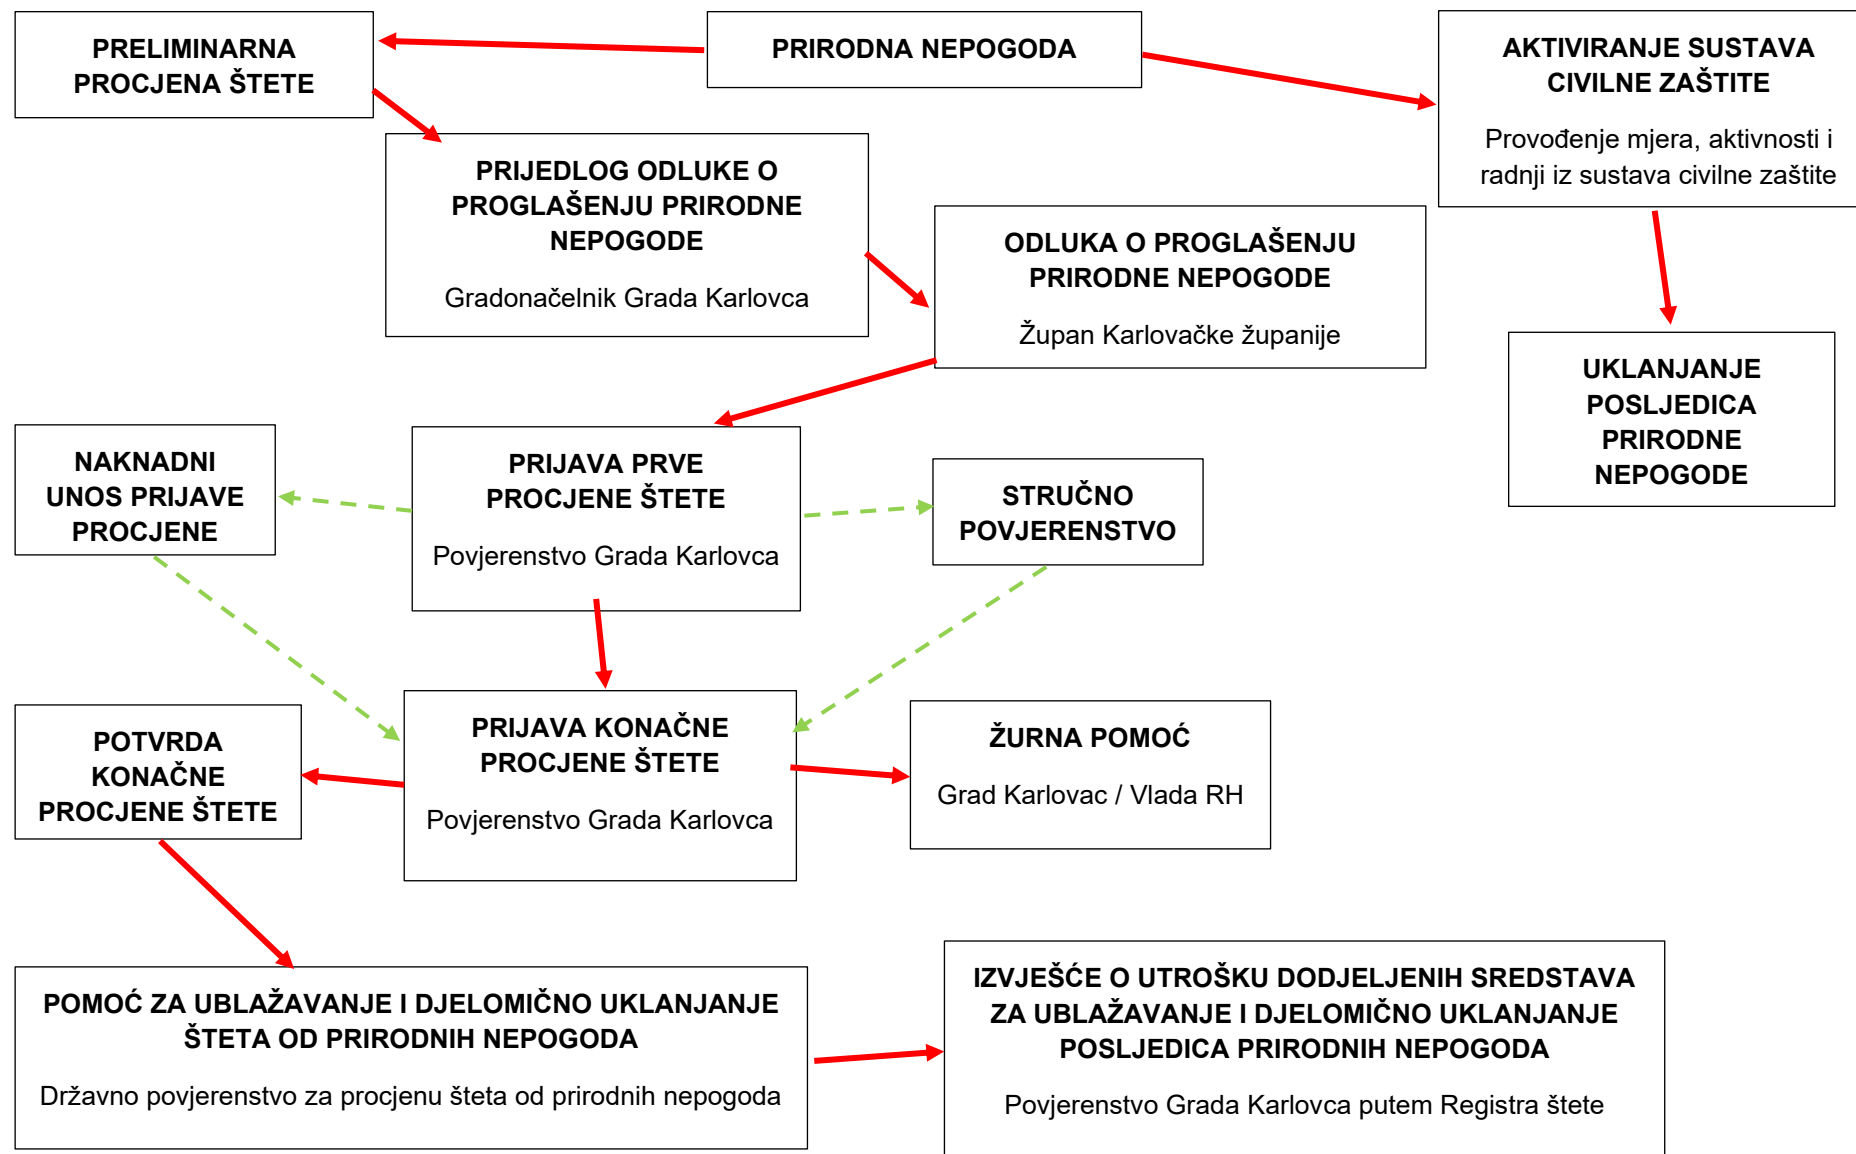 PRELIMINARNA
PROCJENA ŠTETE
PRIRODNA NEPOGODA
AKTIVIRANJE SUSTAVA
CIVILNE ZAŠTITE
Provođenje mjera, aktivnosti i
radnji iz sustava civilne zaštite
PRIJEDLOG ODLUKE O
PROGLAŠENJU PRIRODNE
NEPOGODE
Gradonačelnik Grada Karlovca
ODLUKA O PROGLAŠENJU
PRIRODNE NEPOGODE
Župan Karlovačke županije
UKLANJANJE
POSLJEDICA
PRIRODNE
NEPOGODE
NAKNADNI
UNOS PRIJAVE
PROCJENE
PRIJAVA PRVE
PROCJENE ŠTETE
Povjerenstvo Grada Karlovca
STRUČNO
POVJERENSTVO
POTVRDA
KONAČNE
PROCJENE ŠTETE
PRIJAVA KONAČNE
PROCJENE ŠTETE
Povjerenstvo Grada Karlovca
ŽURNA POMOĆ
Grad Karlovac / Vlada RH
POMOĆ ZA UBLAŽAVANJE I DJELOMIČNO UKLANJANJE
ŠTETA OD PRIRODNIH NEPOGODA
Državno povjerenstvo za procjenu šteta od prirodnih nepogoda
IZVJEŠĆE O UTROŠKU DODJELJENIH SREDSTAVA
ZA UBLAŽAVANJE I DJELOMIČNO UKLANJANJE
POSLJEDICA PRIRODNIH NEPOGODA
Povjerenstvo Grada Karlovca putem Registra štete